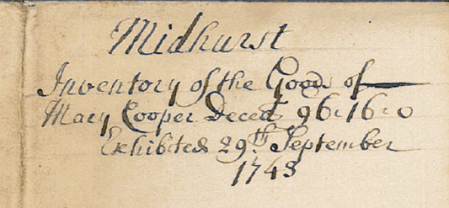 Midhurst
Inventory of the Goods of
Mary Cooper Deced 96:16:0
Exhibited 29th September
1743